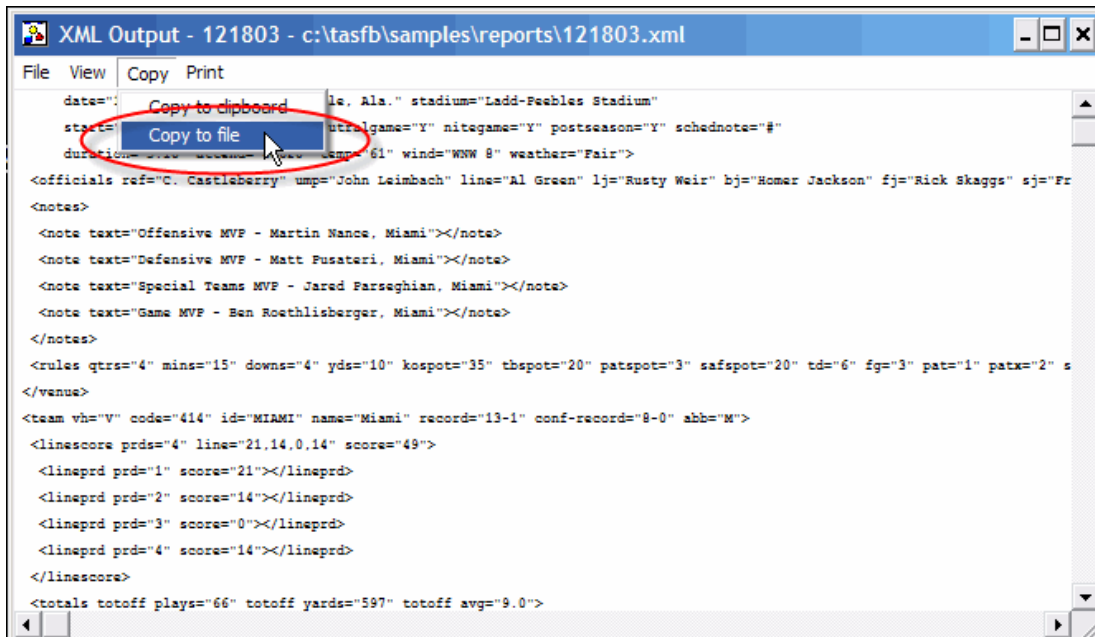 XML Output - 121803 - c:\tasfb\samples\reports\121803.xml
File View Copy Print
Copy to clipboard
Copy to file
date="1 le, Ala." stadium="Ladd-Peebles Stadium"
start=" utralgame="Y" nitegame="Y" postseason="Y" schednote="#"
temp="61" wind="WNW 8" weather="Fair">
<officials ref="C. Castleberry" ump="John Leimbach" line="Al Green" lj="Rusty Weir" bj="Homer Jackson" fj="Rick Skaggs" sj="Fr
<notes>
<note text="Offensive MVP - Martin Nance, Miami"></note>
<note text="Defensive MVP - Matt Pusateri, Miami"></note>
<note text="Special Teams MVP - Jared Parseghian, Miami"></note>
<note text="Game MVP - Ben Roethlisberger, Miami"></note>
</notes>
<rules qtrs="4" mins="15" downs="4" yds="10" kospot="35" tbspot="20" patspot="3" safspot="20" td="6" fg="3" pat="1" patx="2" s
</venue>
<team vh="V" code="414" id="MIAMI" name="Miami" record="13-1" conf-record="8-0" abb="M">
<linescore prds="4" line="21,14,0,14" score="49">
<lineprd prd="1" score="21"></lineprd>
<lineprd prd="2" score="14"></lineprd>
<lineprd prd="3" score="0"></lineprd>
<lineprd prd="4" score="14"></lineprd>
</linescore>
<totals totoff plays="66" totoff yards="597" totoff avg="9.0">